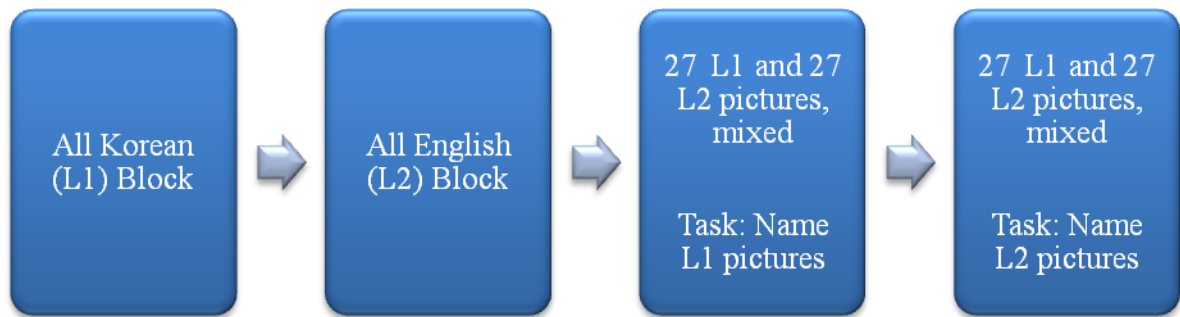 All Korean
(L1) Block
All English
(L2) Block
27 L1 and 27
L2 pictures,
mixed
Task: Name
L1 pictures
27 L1 and 27
L2 pictures,
mixed
Task: Name
L2 pictures